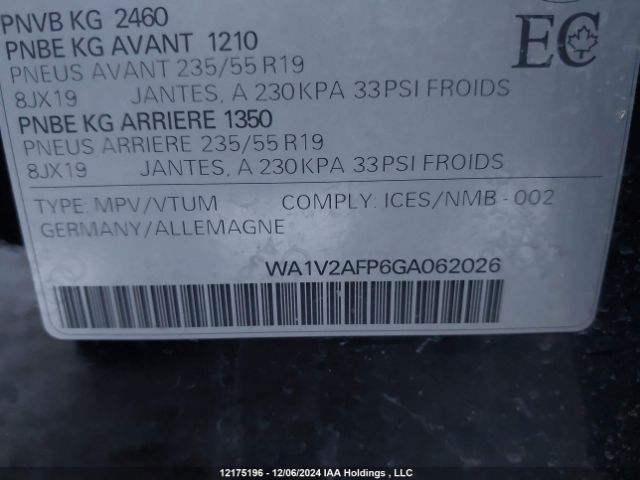 PNVB KG 2460
PNBE KG AVANT 1210
PNEUS AVANT 235/55 R19
8JX19 JANTES, A 230 KPA 33 PSI FROIDS
EC
PNBE KG ARRIERE 1350
PNEUS ARRIERE 235/55 R19
8JX19 JANTES, A 230 KPA 33 PSI FROIDS
TYPE: MPV/VTUM COMPLY: ICES/NMB - 002
GERMANY/ALLEMAGNE
WA1V2AFP6GA062026
12175196 - 12/06/2024 IAA Holdings , LLC